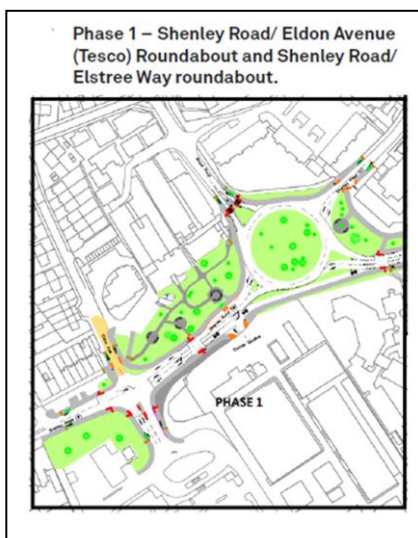 Phase 1 – Shenley Road/ Eldon Avenue
(Tesco) Roundabout and Shenley Road/
Elstree Way roundabout.
PHASE 1